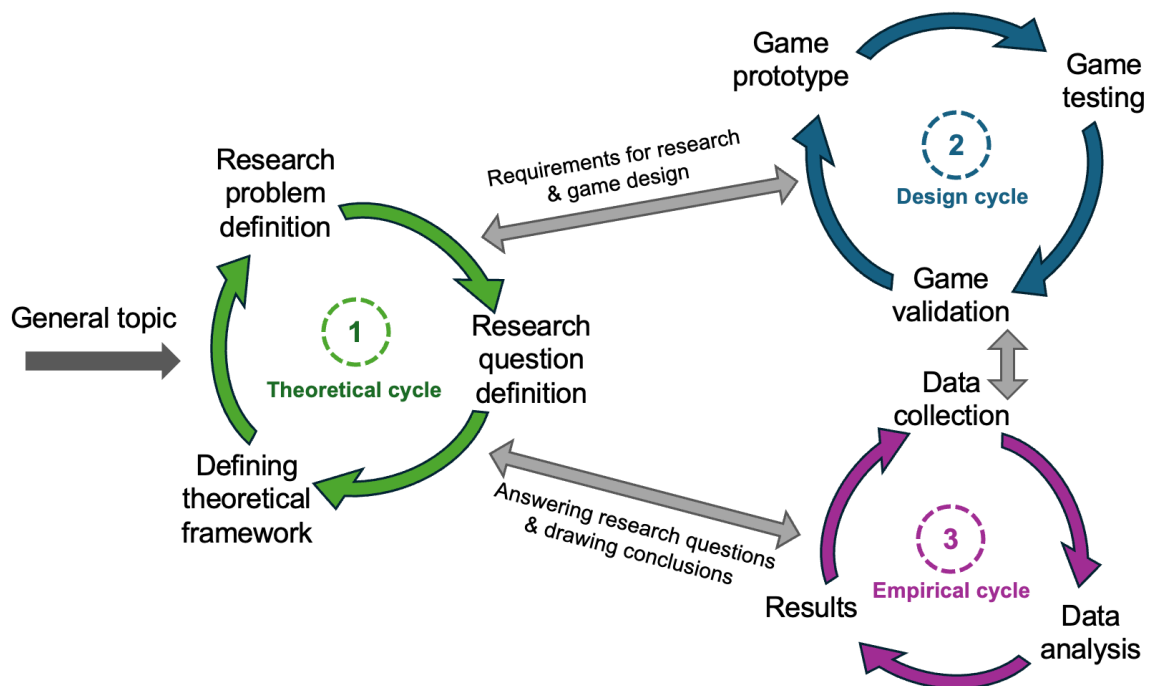 General topic
Research
problem
definition
1
Theoretical cycle
Research
question
definition
Defining
theoretical
framework
Requirements for research
& game design
Game
prototype
Game
testing
2
Design cycle
Game
validation
Answering research questions
& drawing conclusions
Data
collection
3
Empirical cycle
Data
analysis
Results